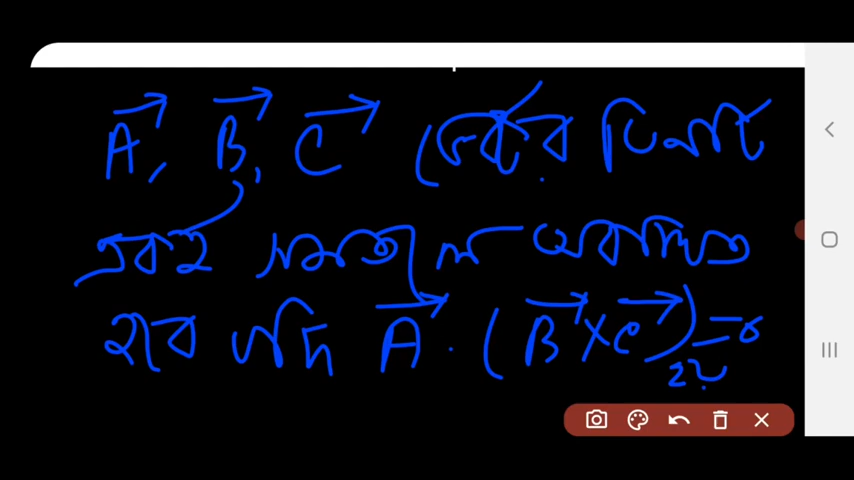 A⃗, B⃗, C⃗ ভেক্টর তিনটি
একই সমতলে অবস্থিত
হবে যদি A⃗ · (B⃗ × C⃗) = 0
হয়.